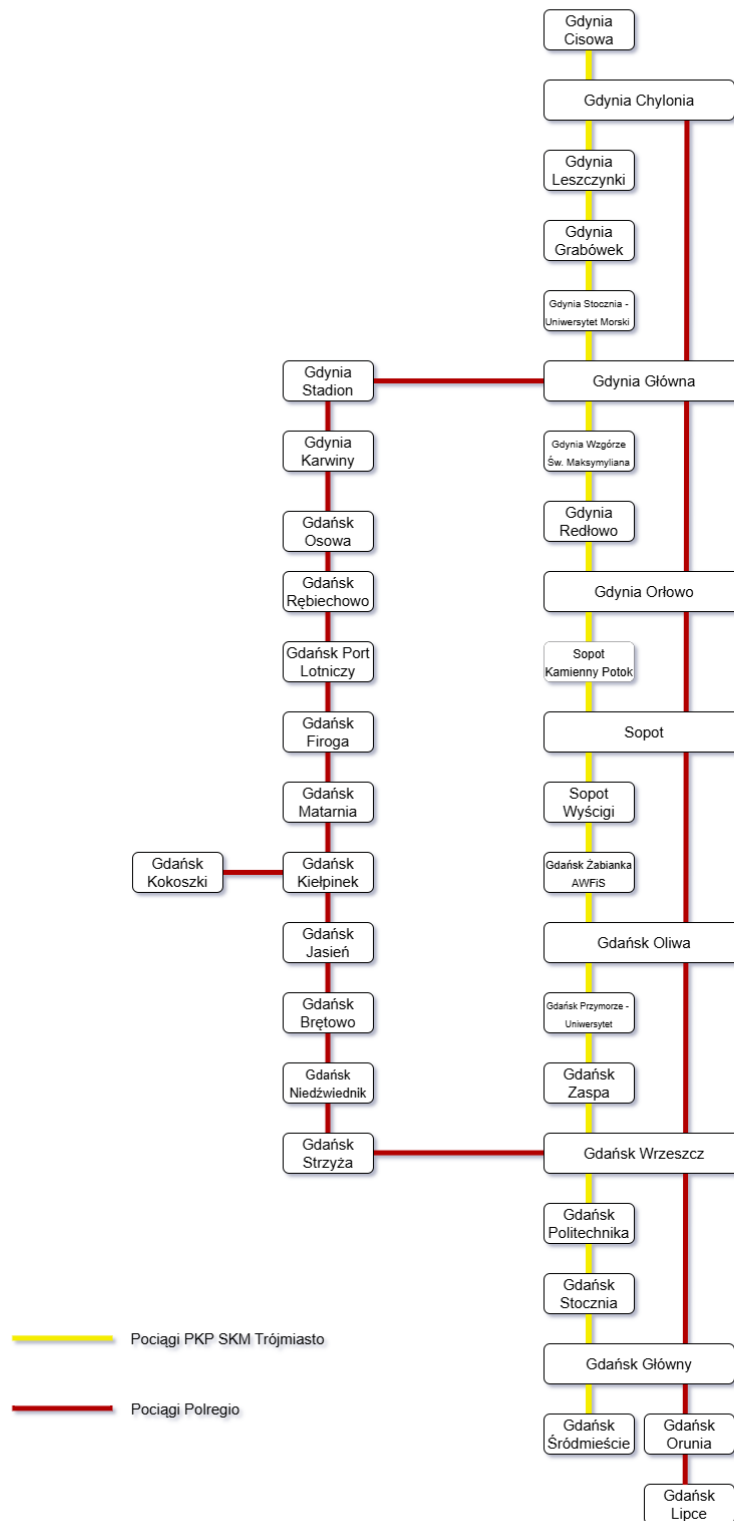 Gdynia
Cisowa
Gdynia Chylonia
Gdynia
Leszczynki
Gdynia
Grabówek
Gdynia Stocznia -
Uniwersytet Morski
Gdynia
Stadion
Gdynia Główna
Gdynia
Karwiny
Gdynia Wzgórze
Św. Maksymyliana
Gdańsk
Osowa
Gdynia
Redłowo
Gdańsk
Rębiechowo
Gdynia Orłowo
Gdańsk Port
Lotniczy
Sopot
Kamienny Potok
Gdańsk
Firoga
Sopot
Gdańsk
Matarnia
Sopot
Wyścigi
Gdańsk
Kokoszki
Gdańsk
Kiełpinek
Gdańsk Żabianka
AWFiS
Gdańsk
Jasień
Gdańsk Oliwa
Gdańsk
Brętowo
Gdańsk Przymorze -
Uniwersytet
Gdańsk
Niedźwiednik
Gdańsk
Zaspa
Gdańsk
Strzyża
Gdańsk Wrzeszcz
Gdańsk
Politechnika
Gdańsk
Stocznia
Pociągi PKP SKM Trójmiasto
Gdańsk Główny
Pociągi Polregio
Gdańsk
Śródmieście
Gdańsk
Orunia
Gdańsk
Lipce